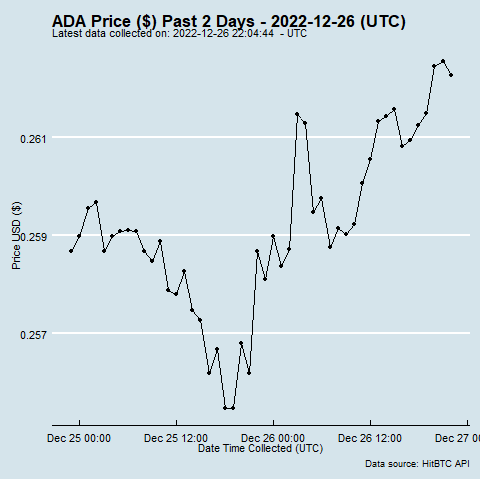 ADA Price ($) Past 2 Days - 2022-12-26 (UTC)
Latest data collected on: 2022-12-26 22:04:44 - UTC
0.261
0.259
0.257
Price USD ($)
Dec 25 00:00 Dec 25 12:00 Dec 26 00:00 Dec 26 12:00 Dec 27 00
Date Time Collected (UTC)
Data source: HitBTC API